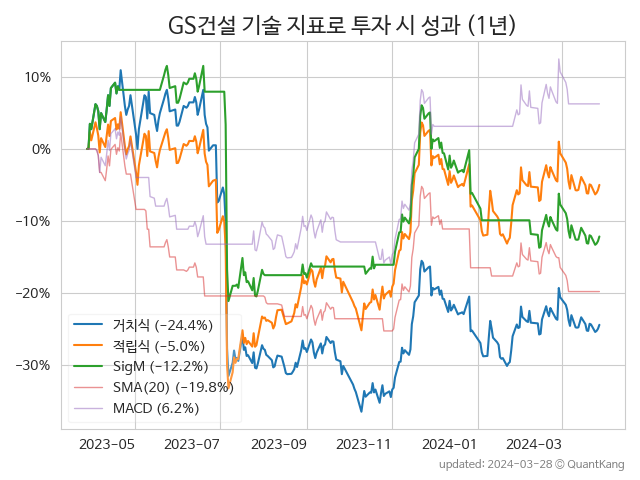 GS건설 기술 지표로 투자 시 성과 (1년)
10%
0%
−10%
−20%
−30%
거치식 (−24.4%)
적립식 (−5.0%)
SigM (−12.2%)
SMA(20) (−19.8%)
MACD (6.2%)
2023-05 2023-07 2023-09 2023-11 2024-01 2024-03
updated: 2024-03-28 © QuantKang